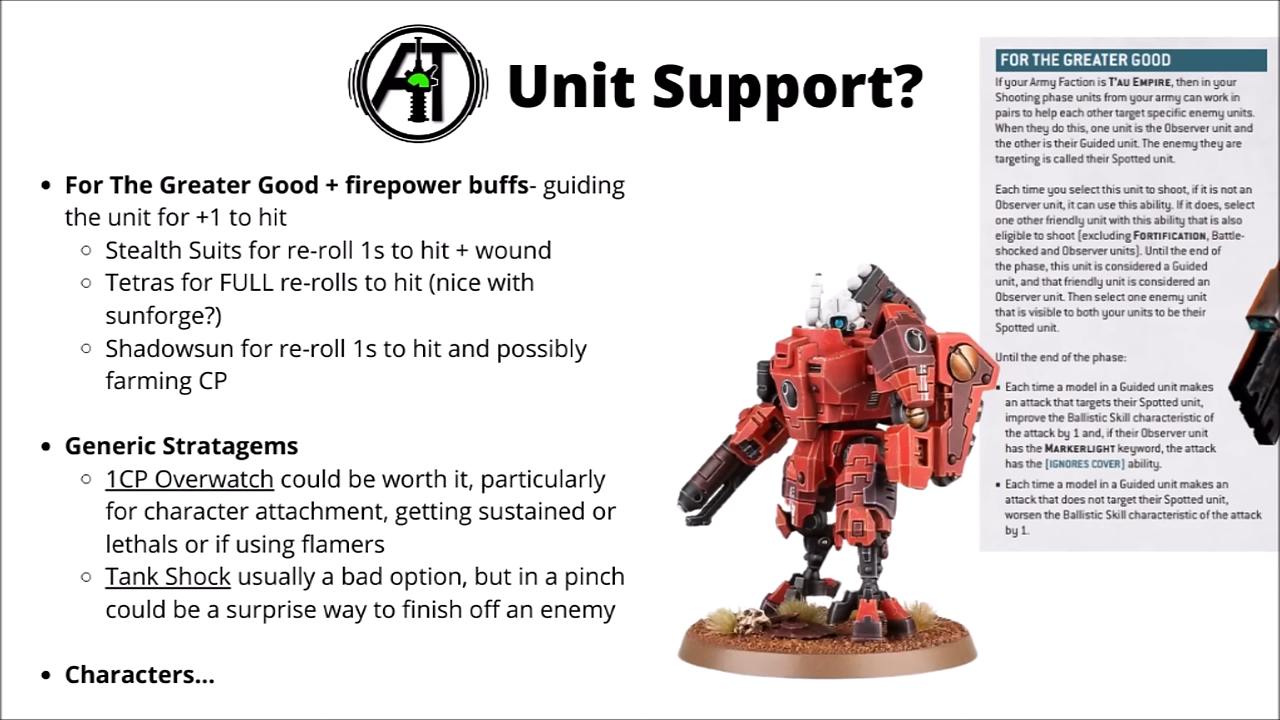 AT
Unit Support?
• For The Greater Good + firepower buffs- guiding
the unit for +1 to hit
○ Stealth Suits for re-roll 1s to hit + wound
○ Tetras for FULL re-rolls to hit (nice with
sunforge?)
○ Shadowsun for re-roll 1s to hit and possibly
farming CP
• Generic Stratagems
○ 1CP Overwatch could be worth it, particularly
for character attachment, getting sustained or
lethals or if using flamers
○ Tank Shock usually a bad option, but in a pinch
could be a surprise way to finish off an enemy
• Characters...
FOR THE GREATER GOOD
If your Army Faction is T'AU EMPIRE, then in your
Shooting phase units from your army can work in
pairs to help each other target specific enemy units.
When they do this, one unit is the Observer unit and
the other is their Guided unit. The enemy they are
targeting is called their Spotted unit.
Each time you select this unit to shoot, if it is not an
Observer unit, it can use this ability. If it does, select
one other friendly unit with this ability that is also
eligible to shoot [excluding FORTIFICATION, Battle-
shocked and Observer units]. Until the end of
the phase, this unit is considered a Guided
unit, and that friendly unit is considered an
Observer unit. Then select one enemy unit
that is visible to both your units to be their
Spotted unit.
Until the end of the phase:
▪ Each time a model in a Guided unit makes
an attack that targets their Spotted unit,
improve the Ballistic Skill characteristic of
the attack by 1 and, if their Observer unit
has the MARKERLIGHT keyword, the attack
has the [IGNORES COVER] ability.
▪ Each time a model in a Guided unit makes an
attack that does not target their Spotted unit,
worsen the Ballistic Skill characteristic of the attack
by 1.